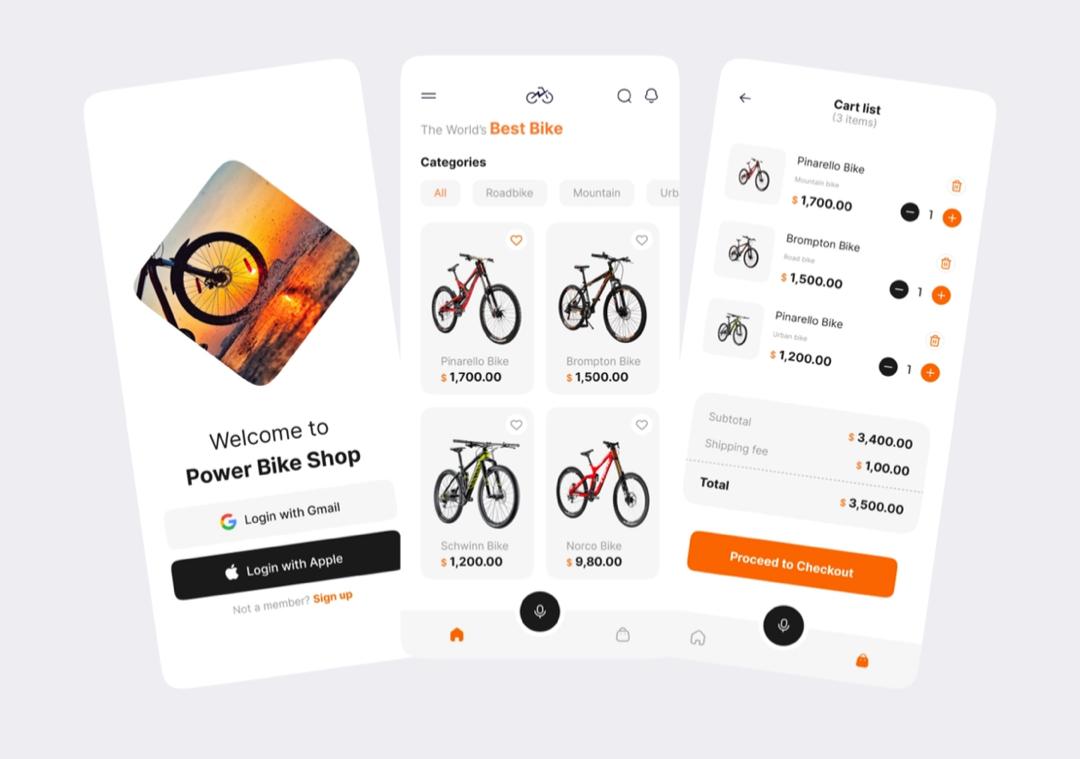 Welcome to
Power Bike Shop
Login with Gmail
Login with Apple
Not a member? Sign up
The World's Best Bike
Categories
All Roadbike Mountain Urb
Pinarello Bike
$ 1,700.00
Brompton Bike
$ 1,500.00
Schwinn Bike
$ 1,200.00
Norco Bike
$ 9,80.00
Cart list
(3 items)
Pinarello Bike
Mountain bike
$ 1,700.00
1
Brompton Bike
Road bike
$ 1,500.00
1
Pinarello Bike
Urban bike
$ 1,200.00
1
Subtotal $ 3,400.00
Shipping fee $ 1,00.00
Total $ 3,500.00
Proceed to Checkout